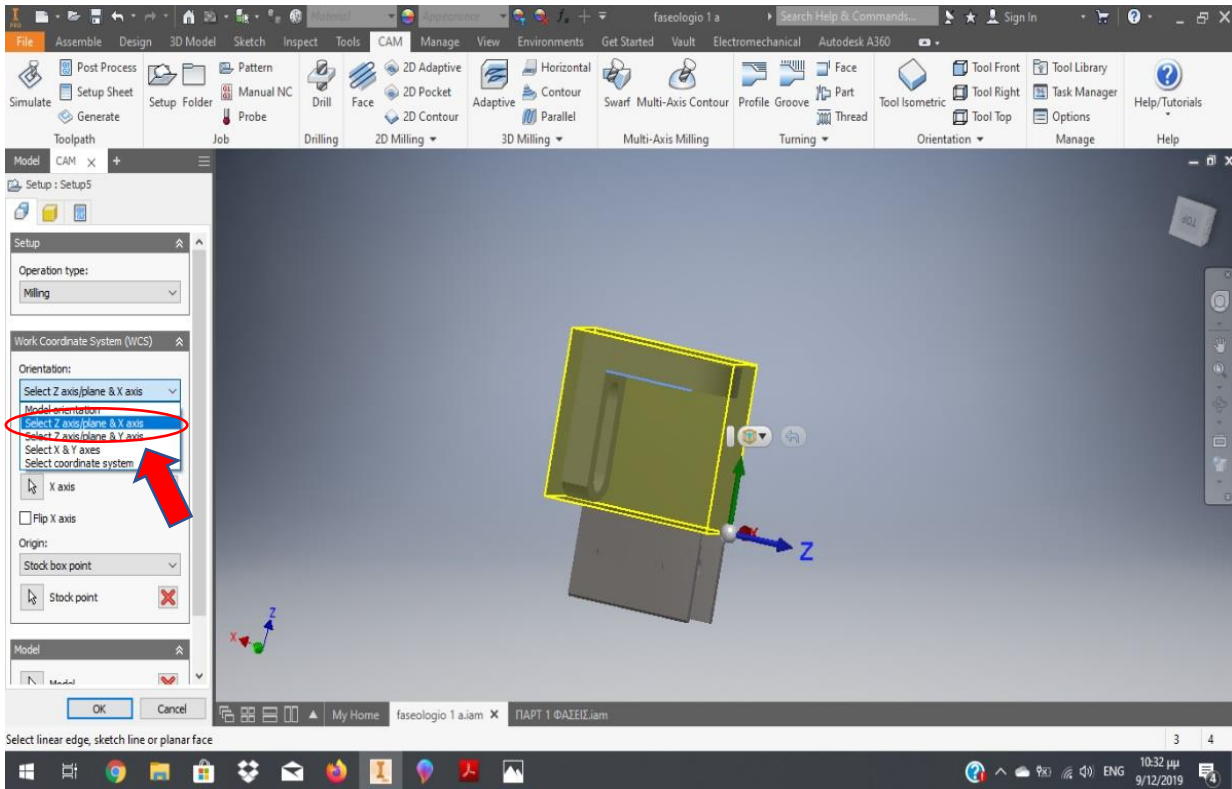 PRO
Material
Appearance
faseologio 1 a
Search Help & Commands...
Sign In
File Assemble Design 3D Model Sketch Inspect Tools CAM Manage View Environments Get Started Vault Electromechanical Autodesk A360
Simulate
Post Process
Setup Sheet
Generate
Toolpath
Setup
Folder
Pattern
Manual NC
Probe
Job
Drill
Drilling
Face
2D Adaptive
2D Pocket
2D Contour
2D Milling
Adaptive
Horizontal
Contour
Parallel
3D Milling
Swarf
Multi-Axis Contour
Multi-Axis Milling
Profile
Groove
Face
Part
Thread
Turning
Tool Isometric
Tool Front
Tool Right
Tool Top
Orientation
Tool Library
Task Manager
Options
Manage
Help/Tutorials
Help
Model CAM x +
Setup : Setup5
Setup
Operation type:
Milling
Work Coordinate System (WCS)
Orientation:
Select Z axis/plane & X axis
Model orientation
Select Z axis/plane & X axis
Select Z axis/plane & Y axis
Select X & Y axes
Select coordinate system
X axis
Flip X axis
Origin:
Stock box point
Stock point
Model
Model
OK Cancel
TOP
Z
Z
X
My Home faseologio 1 a.iam X ΠΑΡΤ 1 ΦΑΣΕΙΣ.iam
Select linear edge, sketch line or planar face
3 4
ENG
10:32 μμ
9/12/2019
4